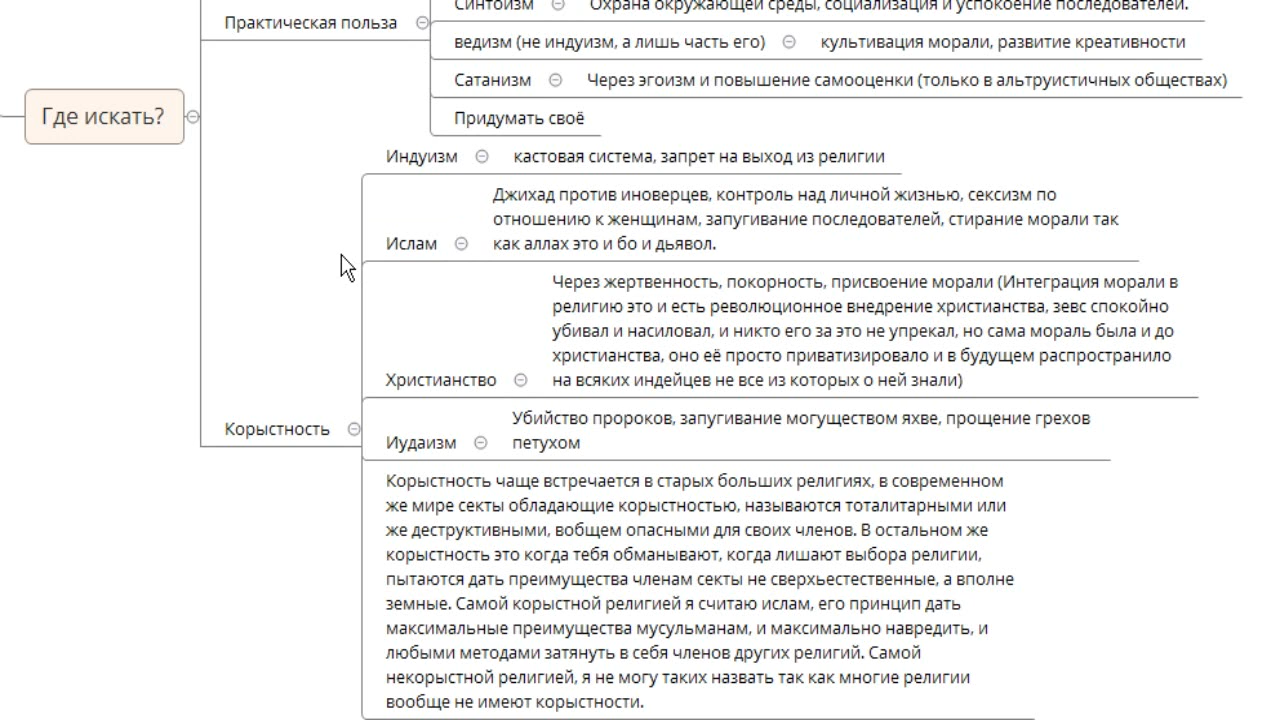 Синтоизм Охрана окружающей среды, социализация и успокоение последователей.
Практическая польза
ведизм (не индуизм, а лишь часть его) культивация морали, развитие креативности
Сатанизм Через эгоизм и повышение самооценки (только в альтруистичных обществах)
Где искать?
Придумать своё
Индуизм кастовая система, запрет на выход из религии
Джихад против иноверцев, контроль над личной жизнью, сексизм по
отношению к женщинам, запугивание последователей, стирание морали так
Ислам как аллах это и бо и дьявол.
Через жертвенность, покорность, присвоение морали (Интеграция морали в
религию это и есть революционное внедрение христианства, зевс спокойно
убивал и насиловал, и никто его за это не упрекал, но сама мораль была и до
христианства, оно её просто приватизировало и в будущем распространило
Христианство на всяких индейцев не все из которых о ней знали)
Корыстность
Убийство пророков, запугивание могуществом яхве, прощение грехов
Иудаизм петухом
Корыстность чаще встречается в старых больших религиях, в современном
же мире секты обладающие корыстностью, называются тоталитарными или
же деструктивными, вобщем опасными для своих членов. В остальном же
корыстность это когда тебя обманывают, когда лишают выбора религии,
пытаются дать преимущества членам секты не сверхьестественные, а вполне
земные. Самой корыстной религией я считаю ислам, его принцип дать
максимальные преимущества мусульманам, и максимально навредить, и
любыми методами затянуть в себя членов других религий. Самой
некорыстной религией, я не могу таких назвать так как многие религии
вообще не имеют корыстности.